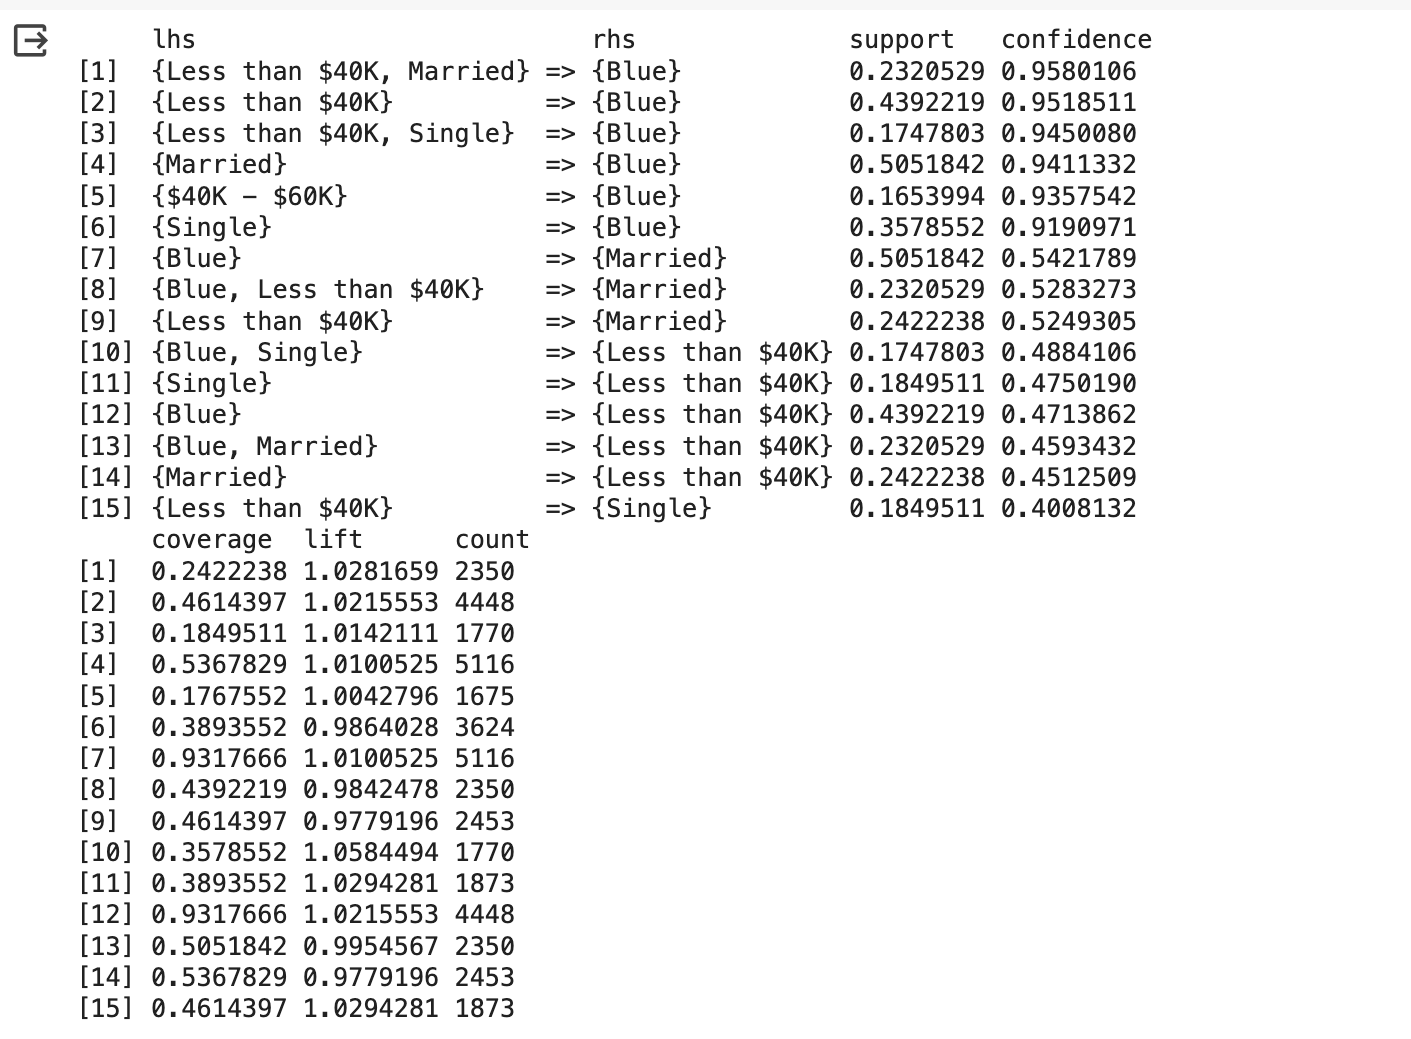 lhs rhs support confidence
[1] {Less than $40K, Married} => {Blue} 0.2320529 0.9580106
[2] {Less than $40K} => {Blue} 0.4392219 0.9518511
[3] {Less than $40K, Single} => {Blue} 0.1747803 0.9450080
[4] {Married} => {Blue} 0.5051842 0.9411332
[5] {$40K – $60K} => {Blue} 0.1653994 0.9357542
[6] {Single} => {Blue} 0.3578552 0.9190971
[7] {Blue} => {Married} 0.5051842 0.5421789
[8] {Blue, Less than $40K} => {Married} 0.2320529 0.5283273
[9] {Less than $40K} => {Married} 0.2422238 0.5249305
[10] {Blue, Single} => {Less than $40K} 0.1747803 0.4884106
[11] {Single} => {Less than $40K} 0.1849511 0.4750190
[12] {Blue} => {Less than $40K} 0.4392219 0.4713862
[13] {Blue, Married} => {Less than $40K} 0.2320529 0.4593432
[14] {Married} => {Less than $40K} 0.2422238 0.4512509
[15] {Less than $40K} => {Single} 0.1849511 0.4008132
coverage lift count
[1] 0.2422238 1.0281659 2350
[2] 0.4614397 1.0215553 4448
[3] 0.1849511 1.0142111 1770
[4] 0.5367829 1.0100525 5116
[5] 0.1767552 1.0042796 1675
[6] 0.3893552 0.9864028 3624
[7] 0.9317666 1.0100525 5116
[8] 0.4392219 0.9842478 2350
[9] 0.4614397 0.9779196 2453
[10] 0.3578552 1.0584494 1770
[11] 0.3893552 1.0294281 1873
[12] 0.9317666 1.0215553 4448
[13] 0.5051842 0.9954567 2350
[14] 0.5367829 0.9779196 2453
[15] 0.4614397 1.0294281 1873